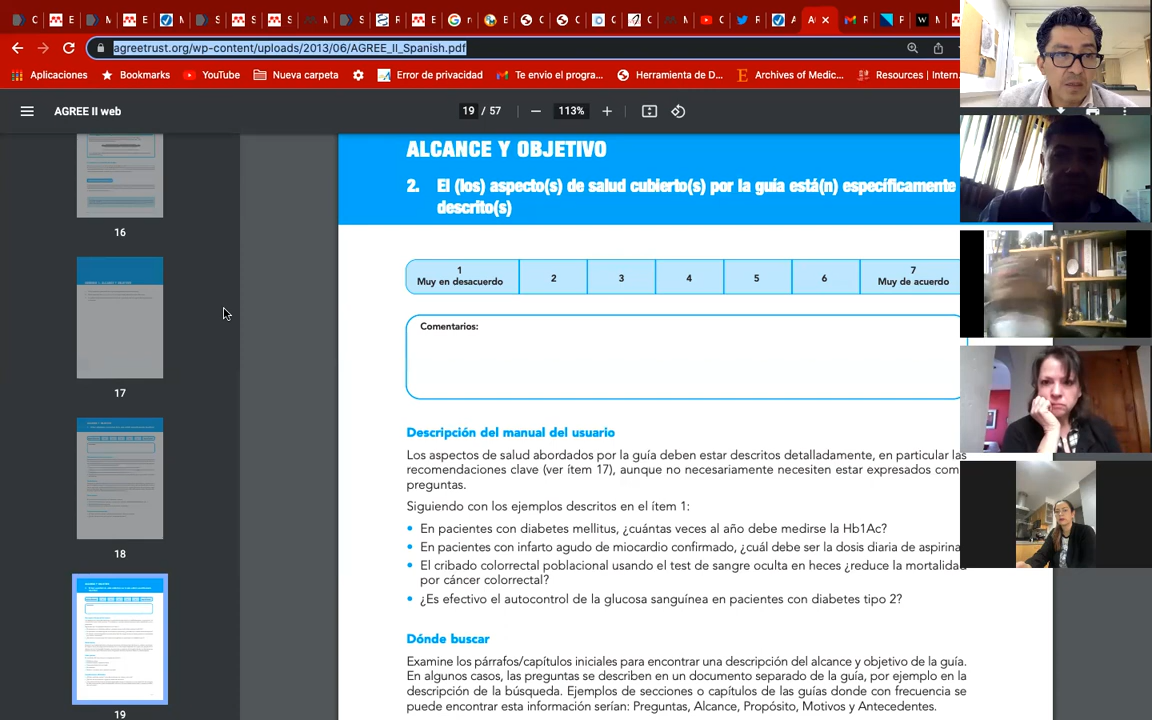 agreetrust.org/wp-content/uploads/2013/06/AGREE_II_Spanish.pdf
Aplicaciones Bookmarks YouTube Nueva carpeta Error de privacidad Te envio el progra... Herramienta de D... Archives of Medic... Resources | Intern...
AGREE II web 19 / 57 113%
16
17
18
19
ALCANCE Y OBJETIVO
2. El (los) aspecto(s) de salud cubierto(s) por la guía está(n) específicamente
descrito(s)
1 2 3 4 5 6 7
Muy en desacuerdo Muy de acuerdo
Comentarios:
Descripción del manual del usuario
Los aspectos de salud abordados por la guía deben estar descritos detalladamente, en particular las
recomendaciones clave (ver ítem 17), aunque no necesariamente necesiten estar expresados com
preguntas.
Siguiendo con los ejemplos descritos en el ítem 1:
• En pacientes con diabetes mellitus, ¿cuántas veces al año debe medirse la Hb1Ac?
• En pacientes con infarto agudo de miocardio confirmado, ¿cuál debe ser la dosis diaria de aspirina
• El cribado colorrectal poblacional usando el test de sangre oculta en heces ¿reduce la mortalidad
por cáncer colorrectal?
• ¿Es efectivo el autocontrol de la glucosa sanguínea en pacientes con diabetes tipo 2?
Dónde buscar
Examine los párrafos/capítulos iniciales para encontrar una descripción del alcance y objetivo de la guía.
En algunos casos, las preguntas se describen en un documento separado de la guía, por ejemplo en la
descripción de la búsqueda. Ejemplos de secciones o capítulos de las guías donde con frecuencia se
puede encontrar esta información serían: Preguntas, Alcance, Propósito, Motivos y Antecedentes.